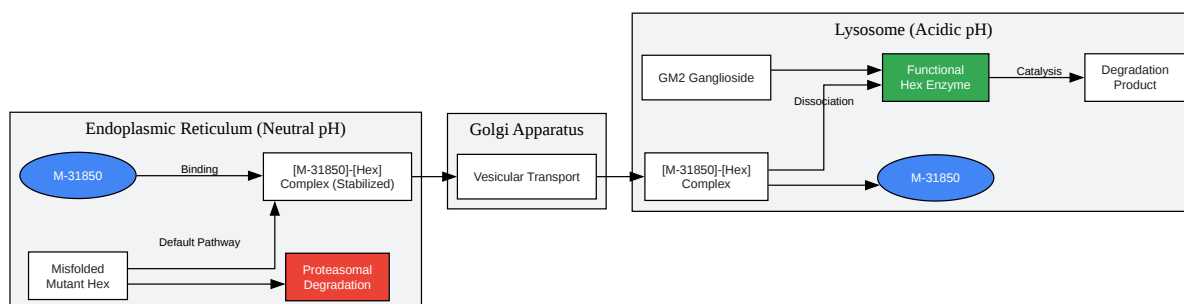 Endoplasmic Reticulum (Neutral pH)
M-31850
Binding
[M-31850]-[Hex]
Complex (Stabilized)
Default Pathway
Misfolded
Mutant Hex
Proteasomal
Degradation
Golgi Apparatus
Vesicular Transport
Lysosome (Acidic pH)
GM2 Ganglioside
Functional
Hex Enzyme
Catalysis
Degradation
Product
Dissociation
[M-31850]-[Hex]
Complex
M-31850